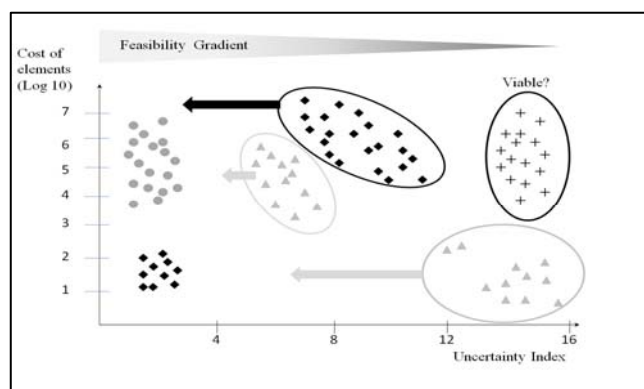 Feasibility Gradient
Cost of
elements
(Log 10)
Viable?
7
6
5
4
3
2
1
4
8
12
16
Uncertainty Index